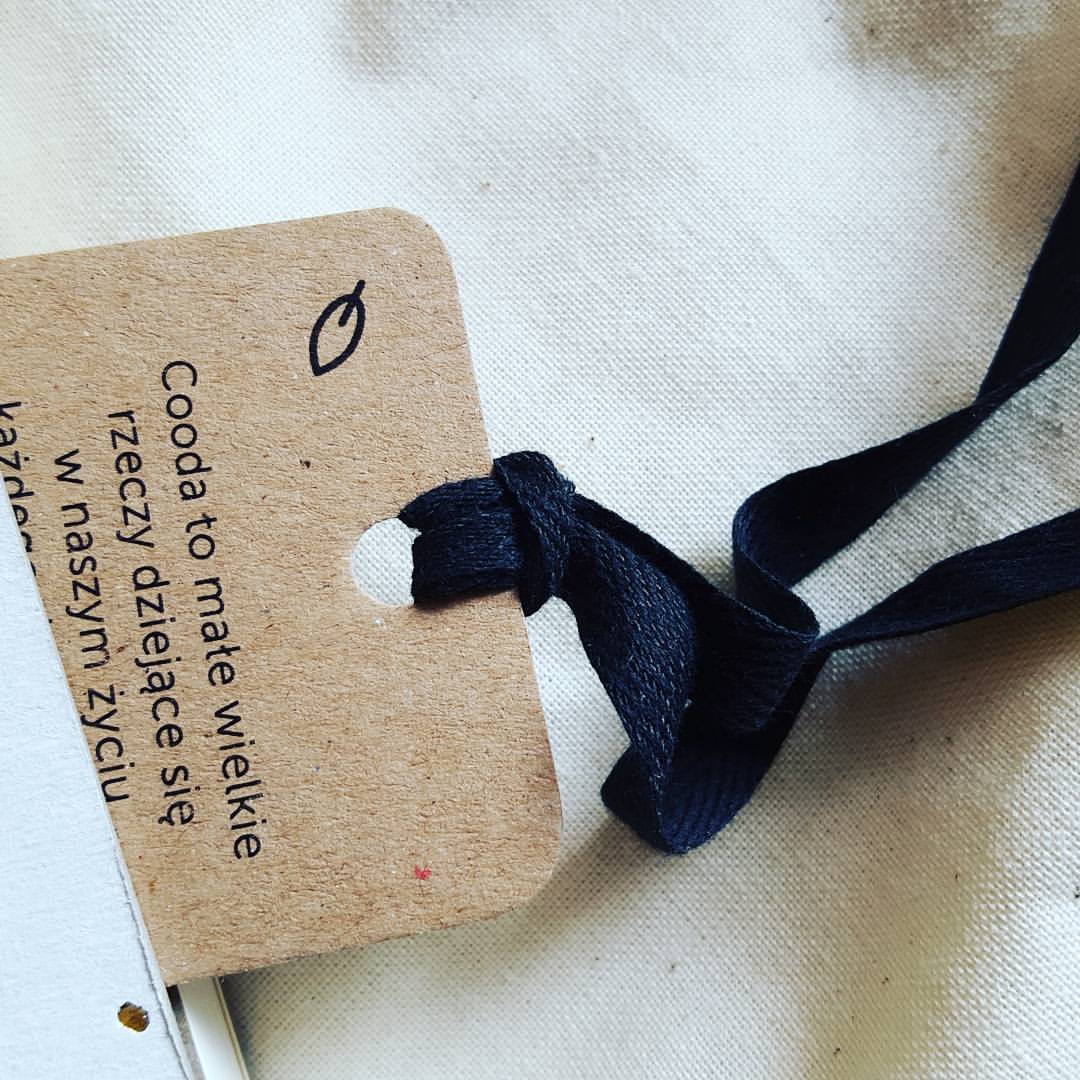 Cooda to małe wielkie
rzeczy dziejące się
w naszym życiu